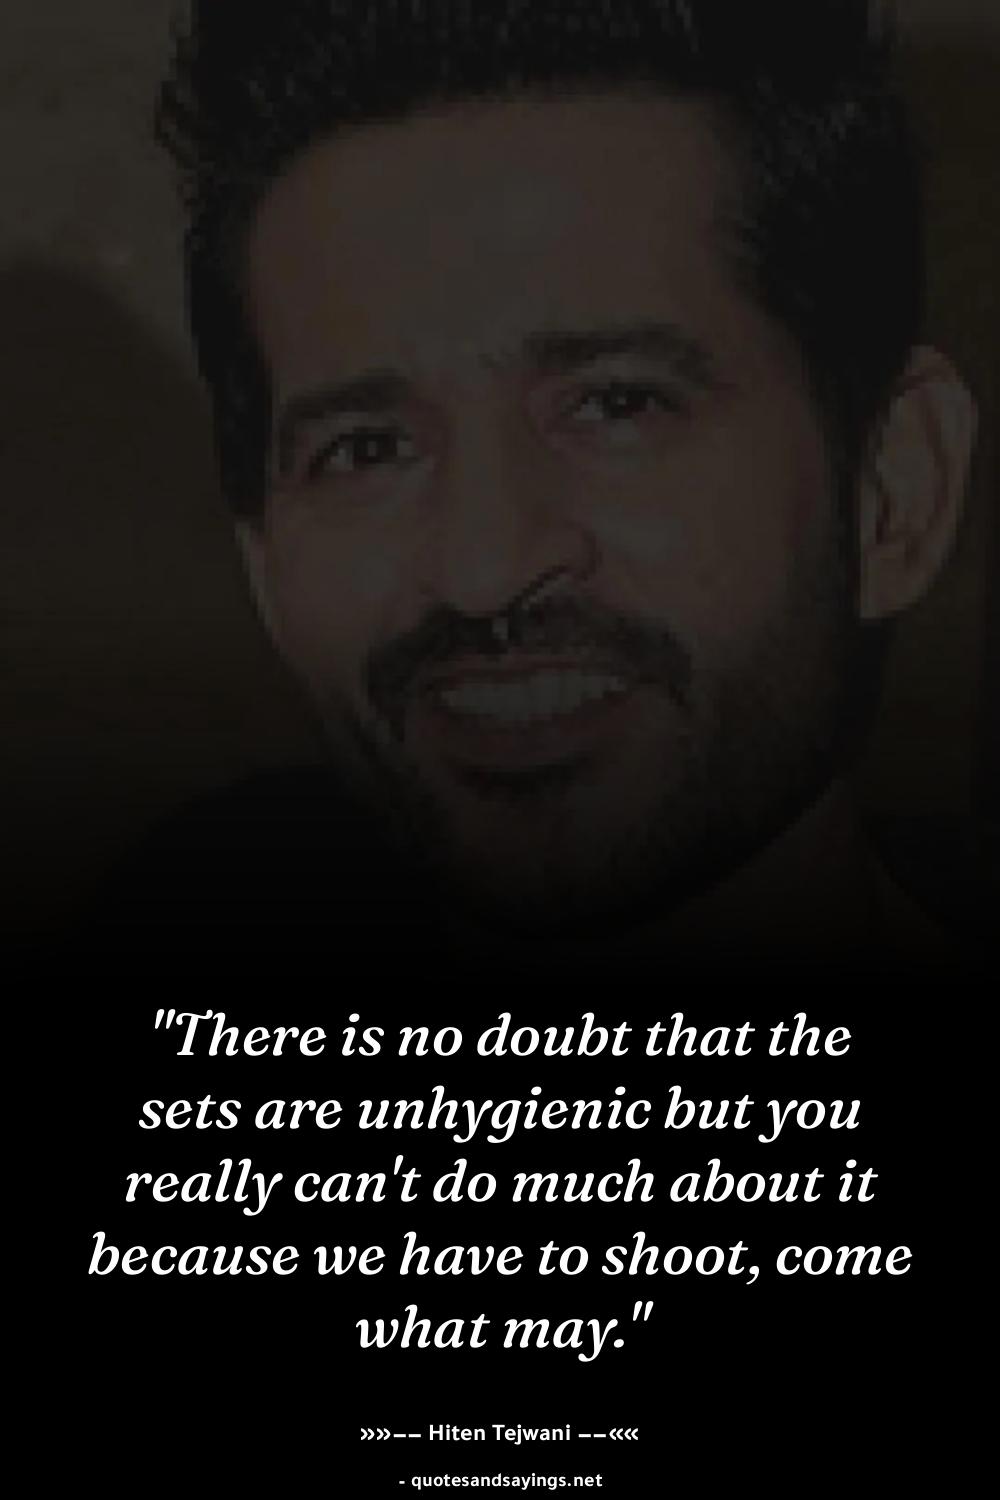 "There is no doubt that the
sets are unhygienic but you
really can't do much about it
because we have to shoot, come
what may."
»»−− Hiten Tejwani −−««
- quotesandsayings.net